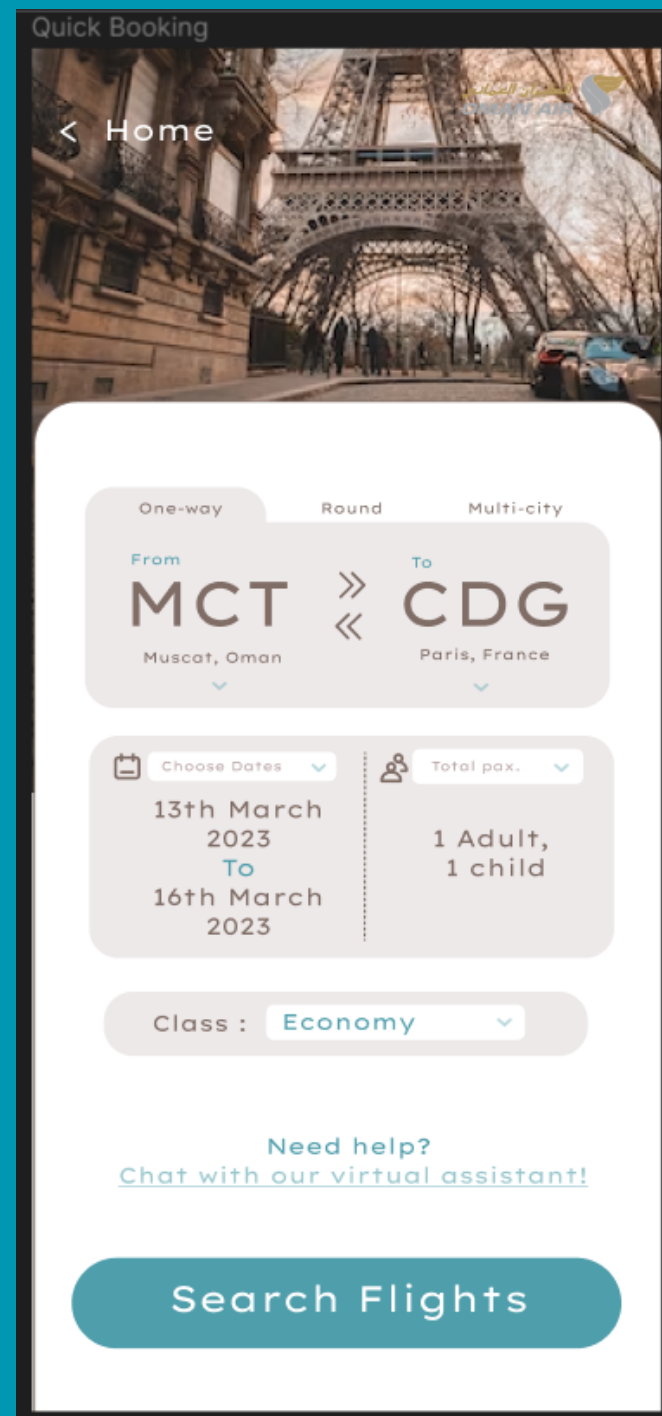 Quick Booking
< Home
OMAN AIR
One-way Round Multi-city
From To
MCT CDG
Muscat, Oman Paris, France
Choose Dates Total pax.
13th March
2023
To
16th March
2023
1 Adult,
1 child
Class : Economy
Need help?
Chat with our virtual assistant!
Search Flights